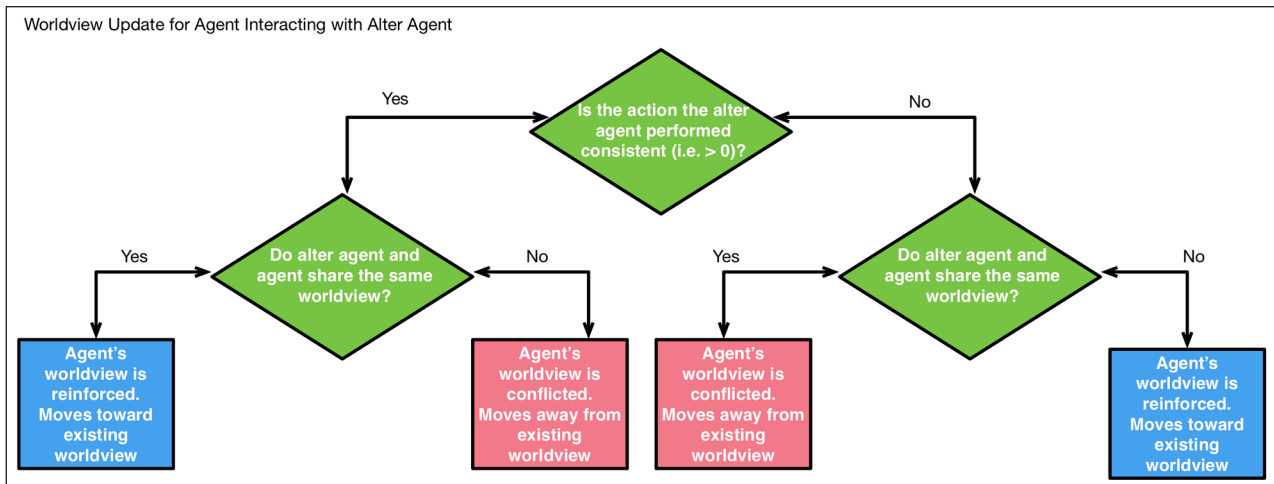 Worldview Update for Agent Interacting with Alter Agent
Yes
No
Is the action the alter
agent performed
consistent (i.e. > 0)?
Yes
Do alter agent and
agent share the same
worldview?
No
Yes
Do alter agent and
agent share the same
worldview?
No
Agent's
worldview is
reinforced.
Moves toward
existing
worldview
Agent's
worldview is
conflicted.
Moves away from
existing
worldview
Agent's
worldview is
conflicted.
Moves away from
existing
worldview
Agent's
worldview is
reinforced.
Moves toward
existing
worldview